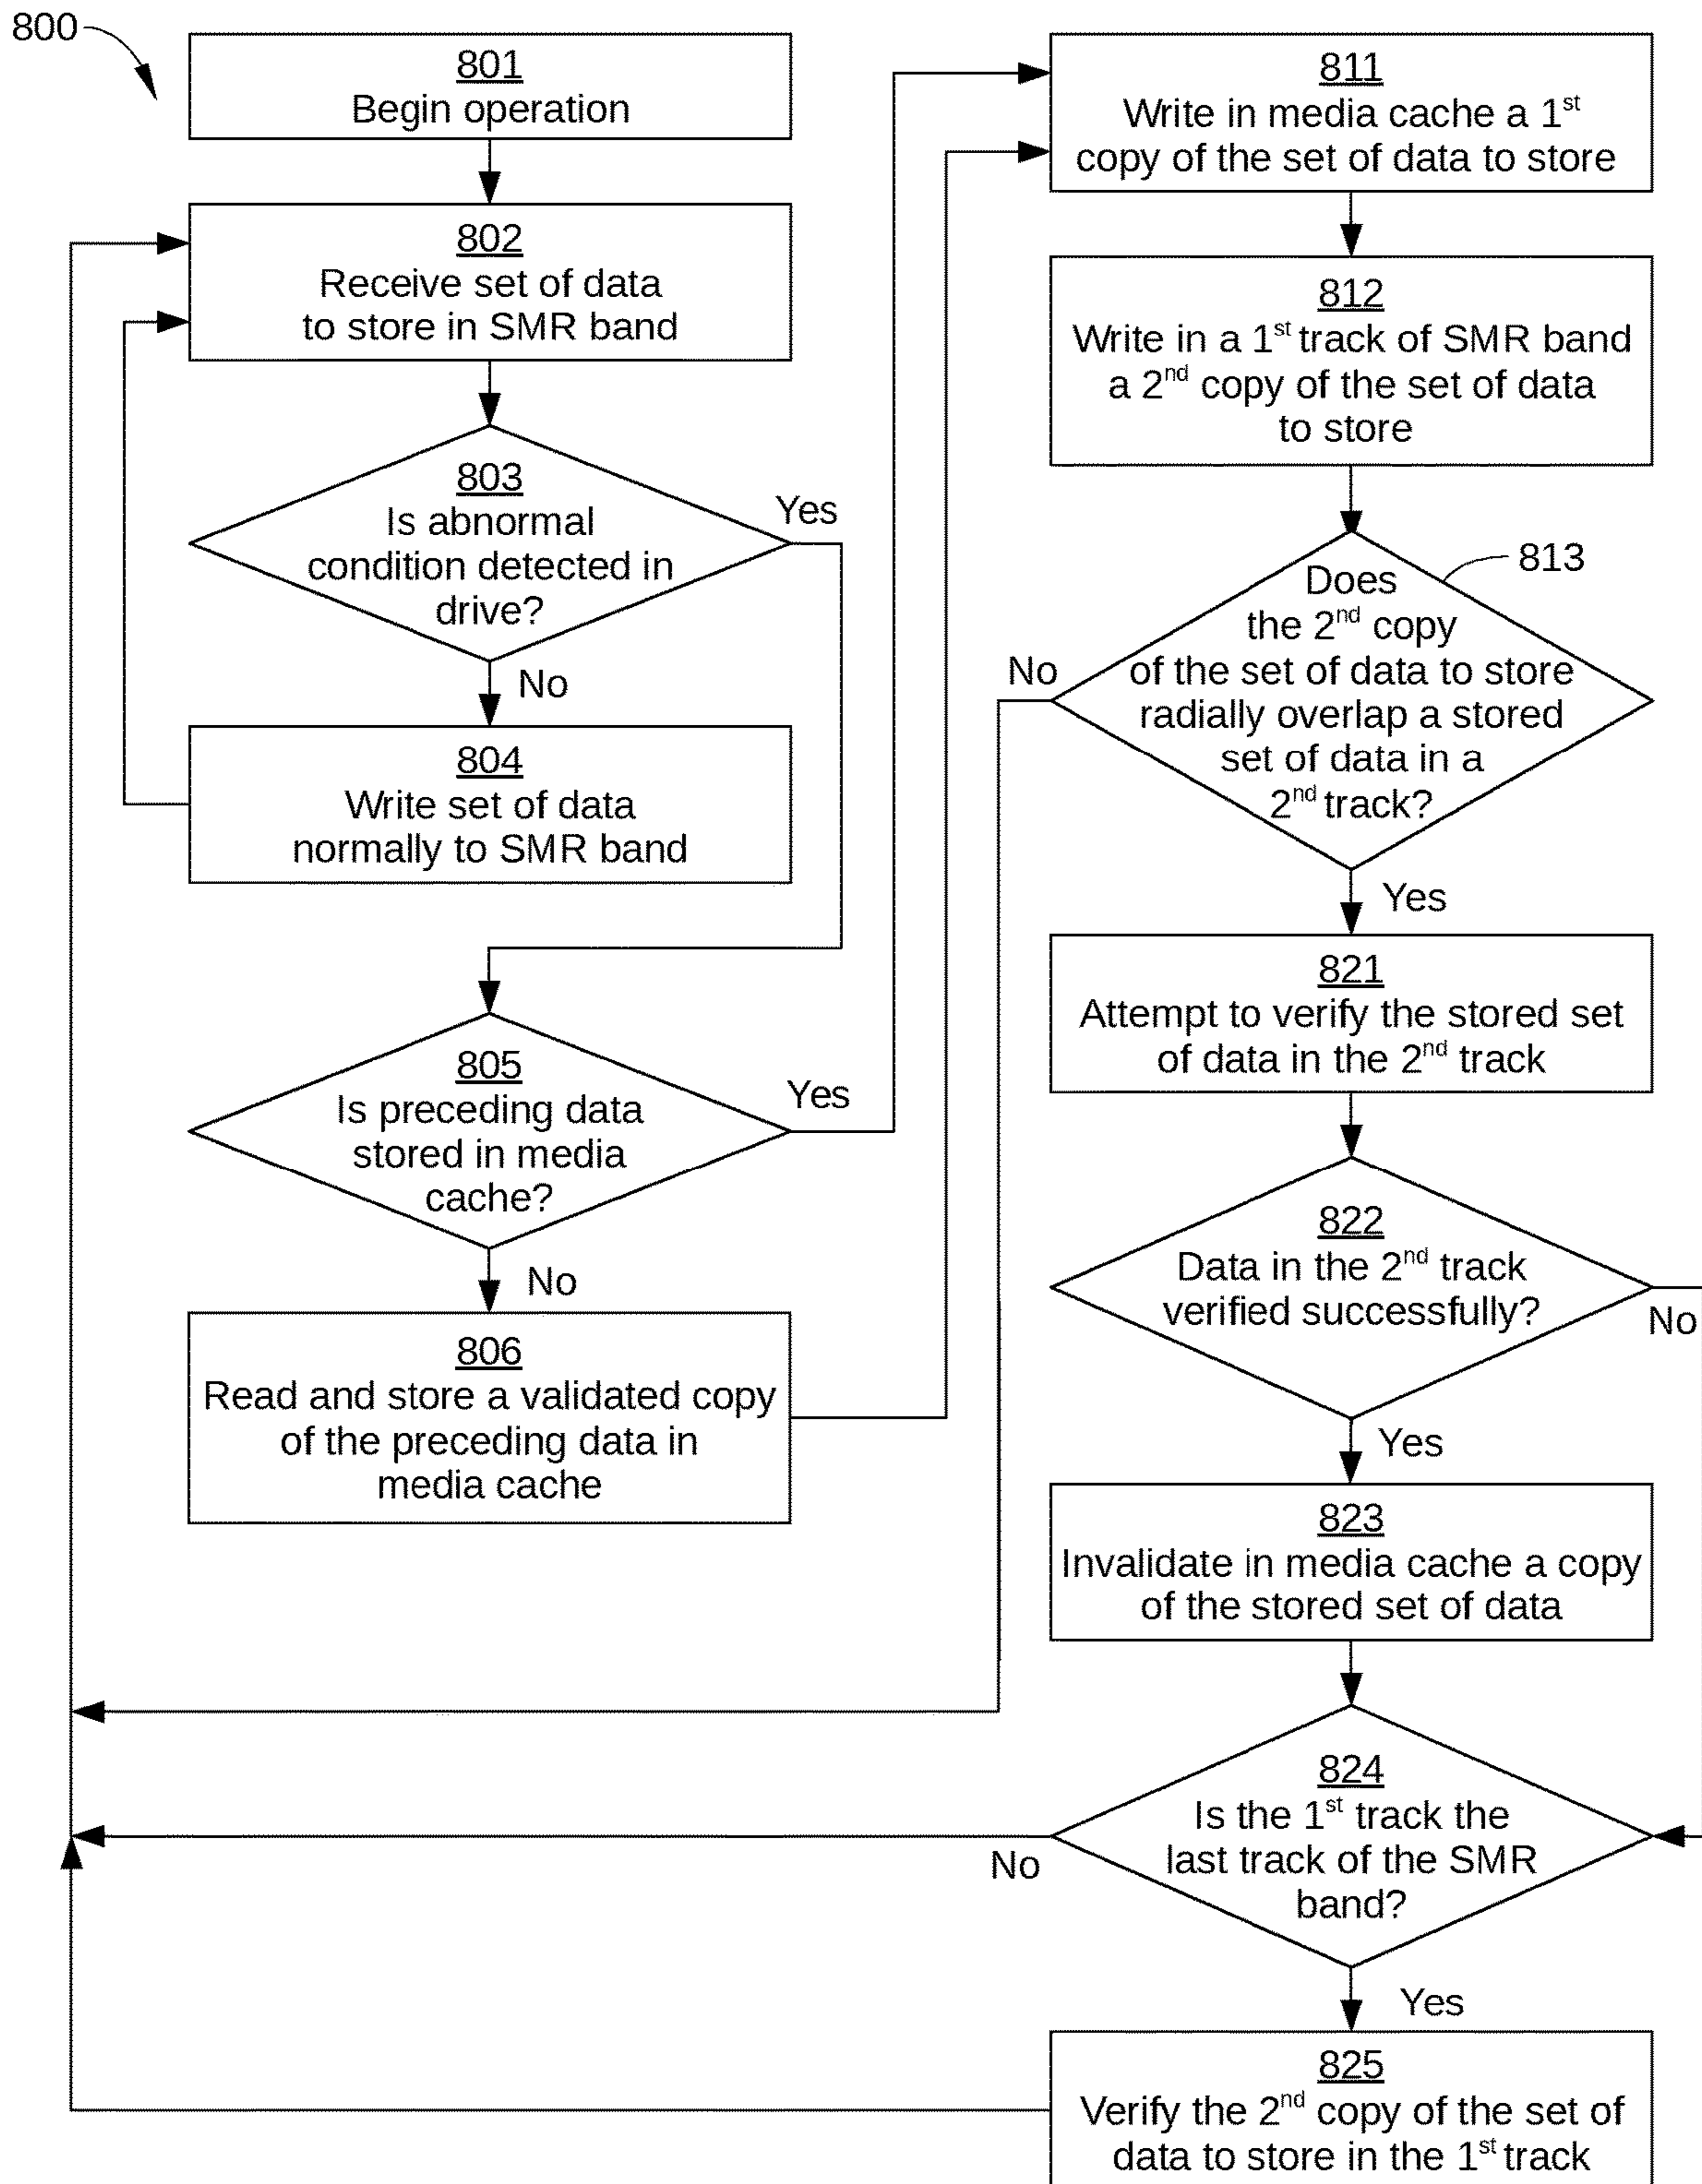 800
801
Begin operation
802
Receive set of data
to store in SMR band
803
Is abnormal
condition detected in
drive?
Yes
No
804
Write set of data
normally to SMR band
805
Is preceding data
stored in media
cache?
Yes
No
806
Read and store a validated copy
of the preceding data in
media cache
811
Write in media cache a 1st
copy of the set of data to store
812
Write in a 1st track of SMR band
a 2nd copy of the set of data
to store
813
Does
the 2nd copy
of the set of data to store
radially overlap a stored
set of data in a
2nd track?
No
Yes
821
Attempt to verify the stored set
of data in the 2nd track
822
Data in the 2nd track
verified successfully?
No
Yes
823
Invalidate in media cache a copy
of the stored set of data
824
Is the 1st track the
last track of the SMR
band?
No
Yes
825
Verify the 2nd copy of the set of
data to store in the 1st track